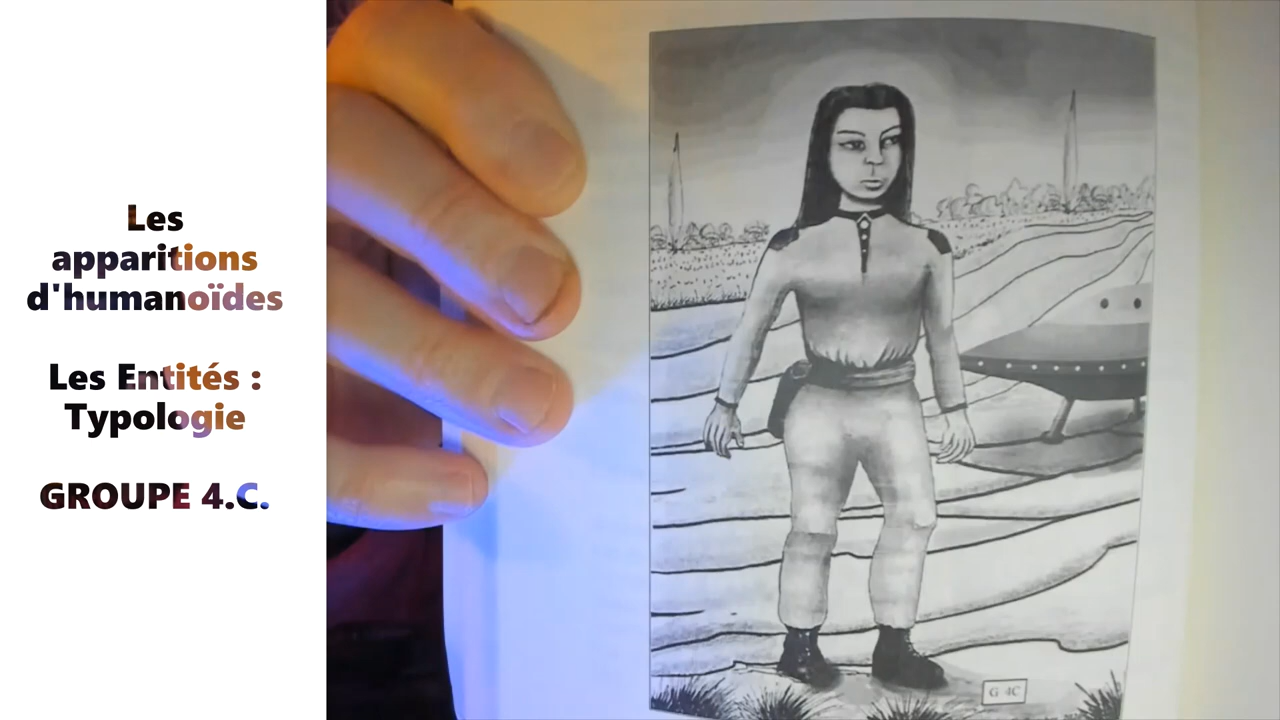 Les
apparitions
d'humanoïdes
Les Entités :
Typologie
GROUPE 4.C.
G 4C